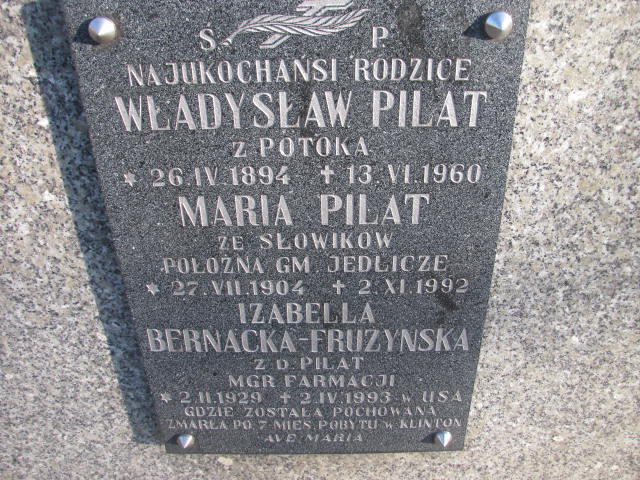 Ś. P.
NAJUKOCHAŃSI RODZICE
WŁADYSŁAW PILAT
Z POTOKA
* 26.IV.1894 + 13.VI.1960
MARIA PILAT
ZE SŁOWIKÓW
POŁOŻNA GM. JEDLICZE
* 27.VII.1904 + 2.XI.1992
IZABELLA
BERNACKA-FRUŻYŃSKA
Z D. PILAT
MGR FARMACJI
* 2.II.1929 + 2.IV.1993 W USA
GDZIE ZOSTAŁA POCHOWANA
ZMARŁA PO 7 MIES. POBYTU W KLINTON
AVE MARIA